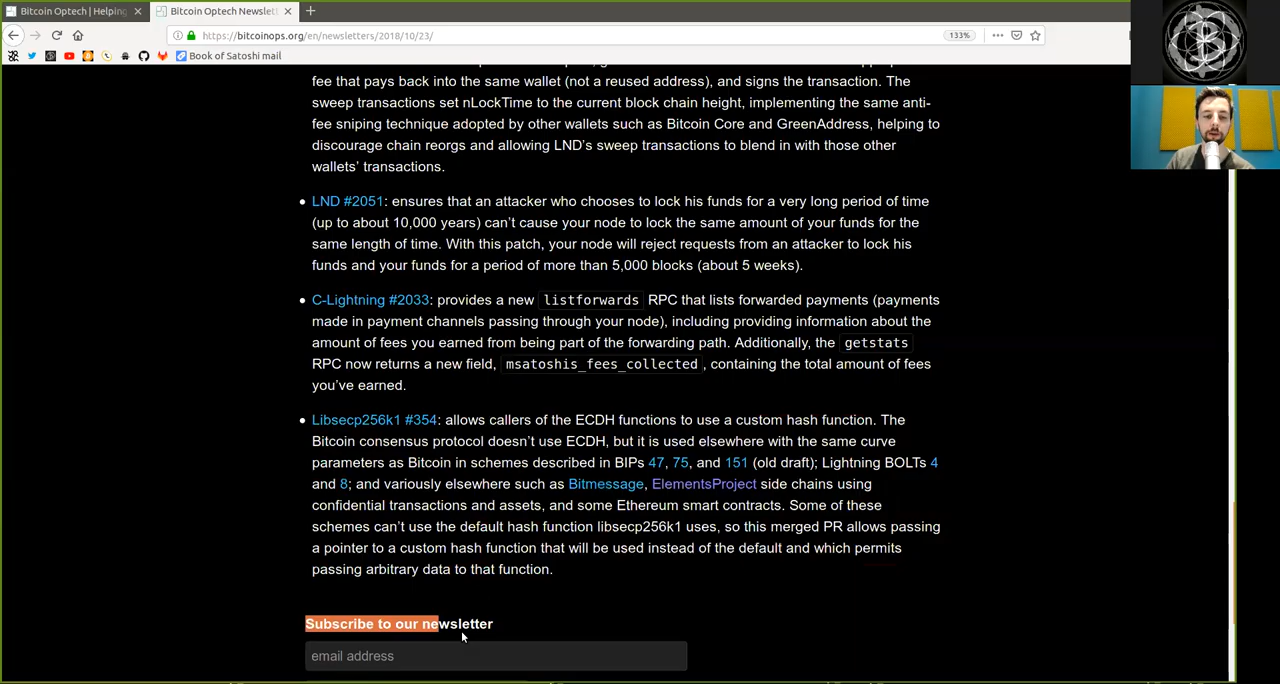 Bitcoin Optech | Helping
Bitcoin Optech Newslett
https://bitcoinops.org/en/newsletters/2018/10/23/
133%
Book of Satoshi mail
fee that pays back into the same wallet (not a reused address), and signs the transaction. The
sweep transactions set nLockTime to the current block chain height, implementing the same anti-
fee sniping technique adopted by other wallets such as Bitcoin Core and GreenAddress, helping to
discourage chain reorgs and allowing LND’s sweep transactions to blend in with those other
wallets’ transactions.
LND #2051: ensures that an attacker who chooses to lock his funds for a very long period of time
(up to about 10,000 years) can’t cause your node to lock the same amount of your funds for the
same length of time. With this patch, your node will reject requests from an attacker to lock his
funds and your funds for a period of more than 5,000 blocks (about 5 weeks).
C-Lightning #2033: provides a new listforwards RPC that lists forwarded payments (payments
made in payment channels passing through your node), including providing information about the
amount of fees you earned from being part of the forwarding path. Additionally, the getstats
RPC now returns a new field, msatoshis_fees_collected, containing the total amount of fees
you’ve earned.
Libsecp256k1 #354: allows callers of the ECDH functions to use a custom hash function. The
Bitcoin consensus protocol doesn’t use ECDH, but it is used elsewhere with the same curve
parameters as Bitcoin in schemes described in BIPs 47, 75, and 151 (old draft); Lightning BOLTs 4
and 8; and variously elsewhere such as Bitmessage, ElementsProject side chains using
confidential transactions and assets, and some Ethereum smart contracts. Some of these
schemes can’t use the default hash function libsecp256k1 uses, so this merged PR allows passing
a pointer to a custom hash function that will be used instead of the default and which permits
passing arbitrary data to that function.
Subscribe to our newsletter
email address